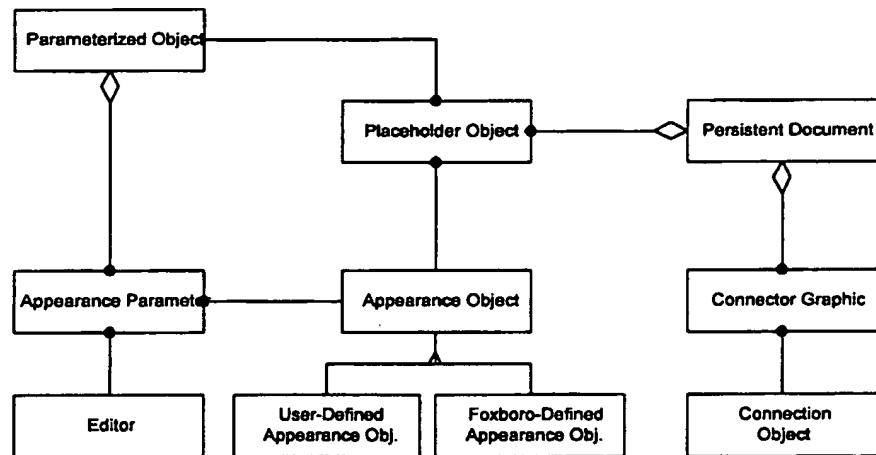 Parameterized Object
Placeholder Object
Persistent Document
Appearance Paramete
Appearance Object
Connector Graphic
Editor
User-Defined
Appearance Obj.
Foxboro-Defined
Appearance Obj.
Connection
Object